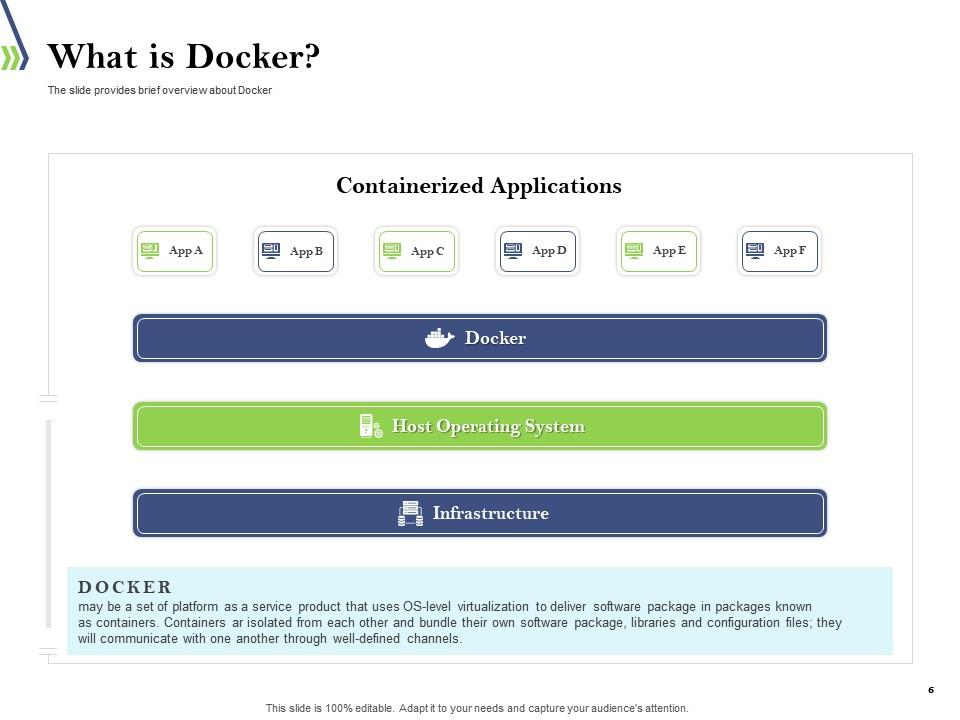 What is Docker?
The slide provides brief overview about Docker
Containerized Applications
App A
App B
App C
App D
App E
App F
Docker
Host Operating System
Infrastructure
DOCKER
may be a set of platform as a service product that uses OS-level virtualization to deliver software package in packages known
as containers. Containers ar isolated from each other and bundle their own software package, libraries and configuration files; they
will communicate with one another through well-defined channels.
6
This slide is 100% editable. Adapt it to your needs and capture your audience's attention.